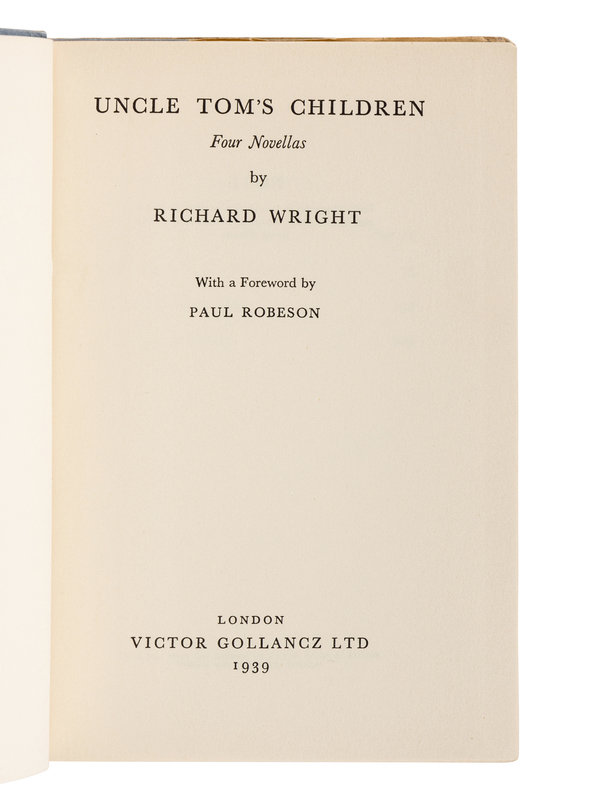 UNCLE TOM'S CHILDREN
Four Novellas
by
RICHARD WRIGHT
With a Foreword by
PAUL ROBESON
LONDON
VICTOR GOLLANCZ LTD
1939